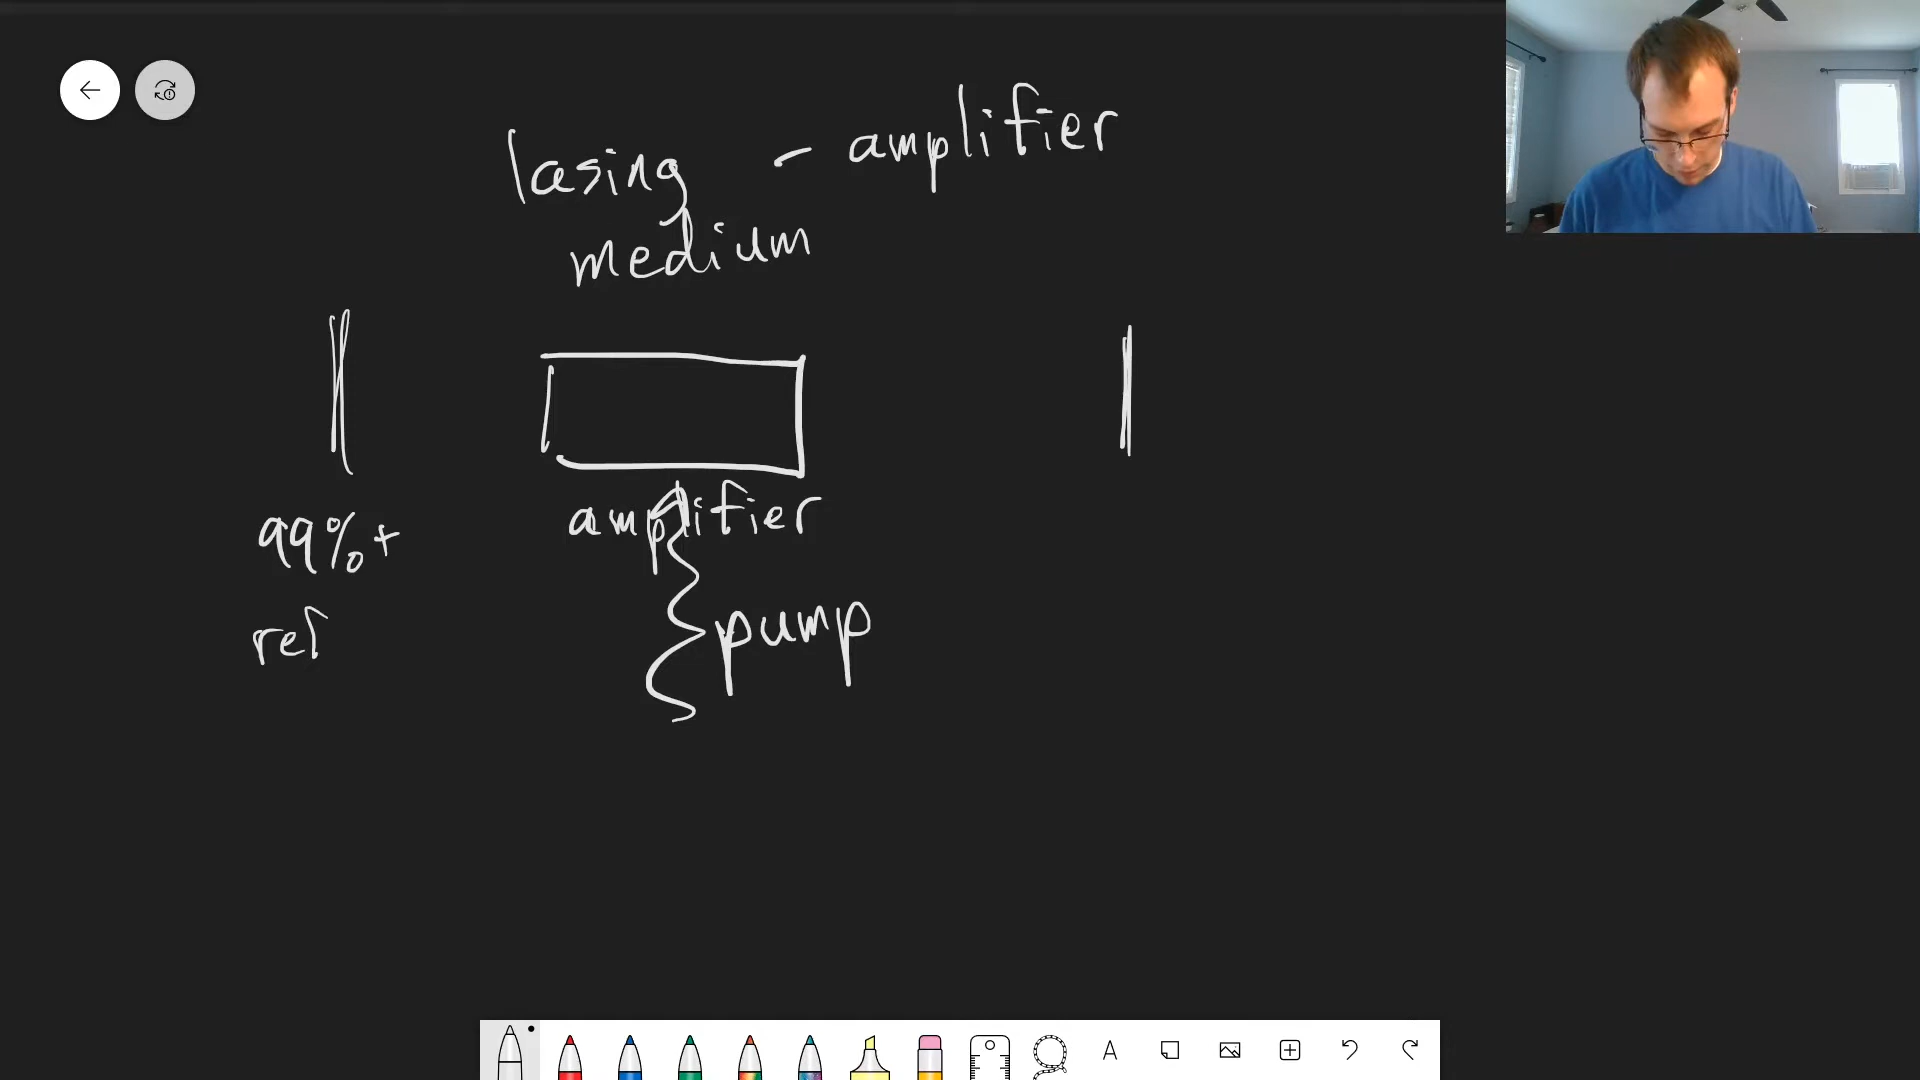 lasing - amplifier
medium
amplifier
99%+
ref
pump
A